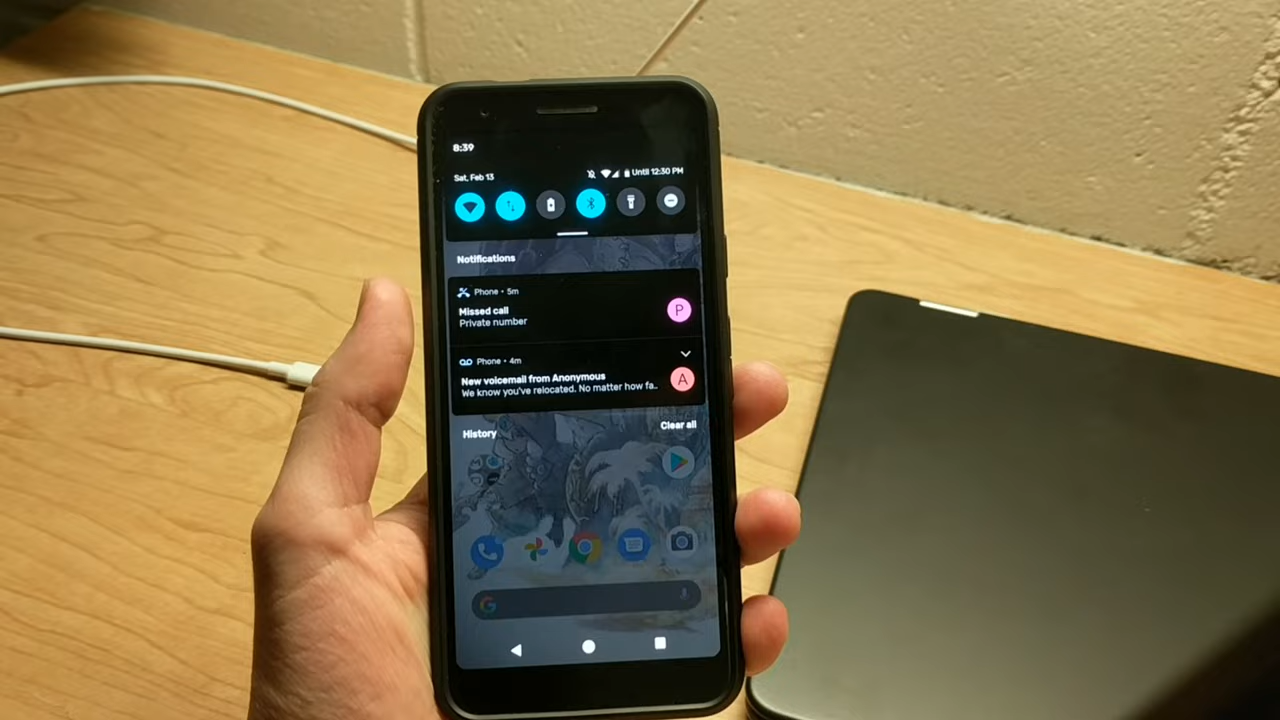 8:39
Sat, Feb 13
Until 12:30 PM
Notifications
Phone • 5m
Missed call
Private number
P
Phone • 4m
New voicemail from Anonymous
We know you've relocated. No matter how fa..
A
History
Clear all
G